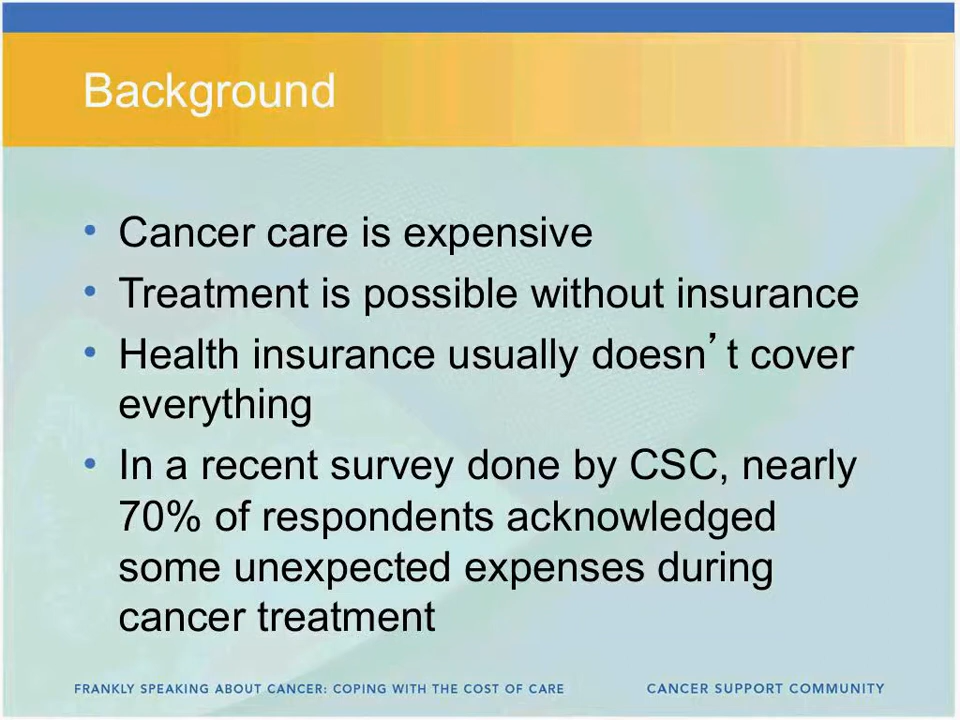 Background
• Cancer care is expensive
• Treatment is possible without insurance
• Health insurance usually doesn’t cover
everything
• In a recent survey done by CSC, nearly
70% of respondents acknowledged
some unexpected expenses during
cancer treatment
FRANKLY SPEAKING ABOUT CANCER: COPING WITH THE COST OF CARE
CANCER SUPPORT COMMUNITY